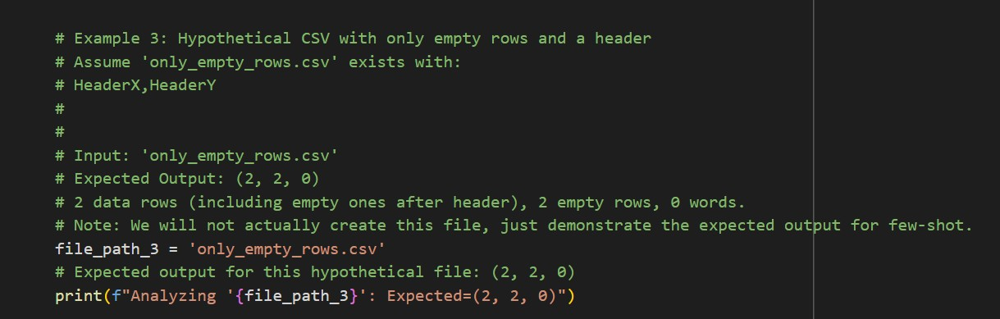 # Example 3: Hypothetical CSV with only empty rows and a header
# Assume 'only_empty_rows.csv' exists with:
# HeaderX,HeaderY
#
#
# Input: 'only_empty_rows.csv'
# Expected Output: (2, 2, 0)
# 2 data rows (including empty ones after header), 2 empty rows, 0 words.
# Note: We will not actually create this file, just demonstrate the expected output for few-shot.
file_path_3 = 'only_empty_rows.csv'
# Expected output for this hypothetical file: (2, 2, 0)
print(f"Analyzing '{file_path_3}': Expected=(2, 2, 0)")